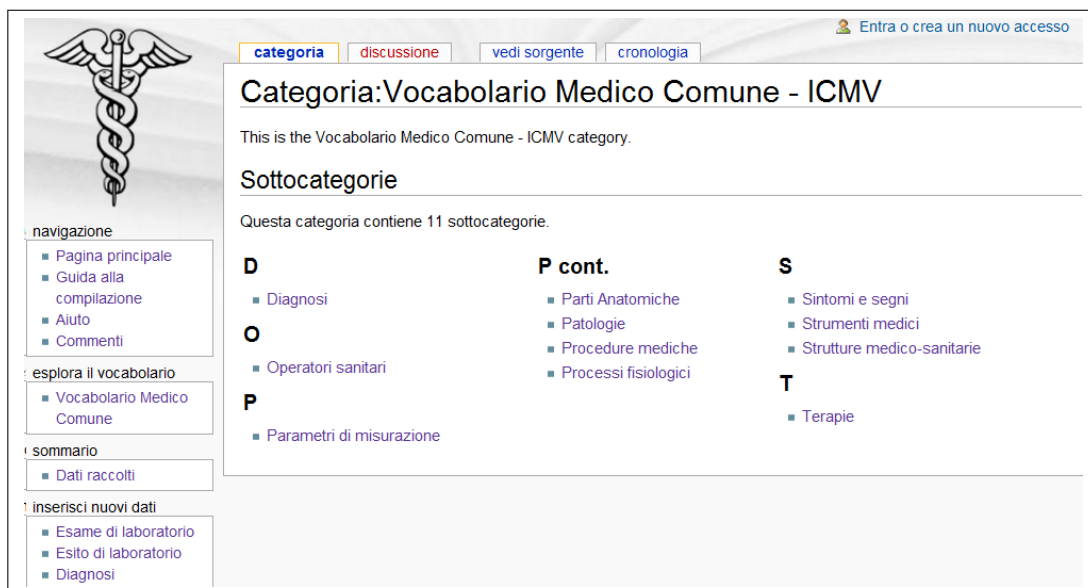 Entra o crea un nuovo accesso
categoria
discussione
vedi sorgente
cronologia
Categoria:Vocabolario Medico Comune - ICMV
This is the Vocabolario Medico Comune - ICMV category.
Sottocategorie
Questa categoria contiene 11 sottocategorie.
D
Diagnosi
O
Operatori sanitari
P
Parametri di misurazione
P cont.
Parti Anatomiche
Patologie
Procedure mediche
Processi fisiologici
S
Sintomi e segni
Strumenti medici
Strutture medico-sanitarie
T
Terapie
navigazione
Pagina principale
Guida alla
compilazione
Aiuto
Commenti
esplora il vocabolario
Vocabolario Medico
Comune
sommario
Dati raccolti
inserisci nuovi dati
Esame di laboratorio
Esito di laboratorio
Diagnosi